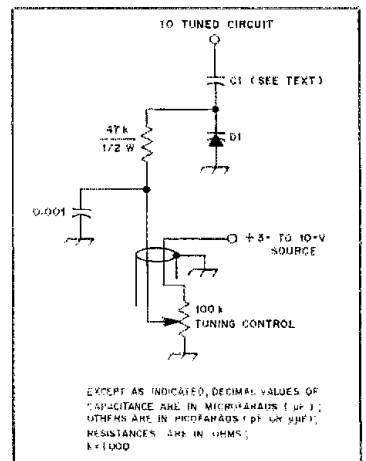 TO TUNED CIRCUIT
C1 (SEE TEXT)
47k
1/2 W
D1
0.001
+ 3- TO 10-V
SOURCE
100 k
TUNING CONTROL
EXCEPT AS INDICATED, DECIMAL VALUES OF
CAPACITANCE ARE IN MICROFARADS (µF);
OTHERS ARE IN PICOFARADS (pF OR µµF);
RESISTANCES ARE IN OHMS;
k=1000